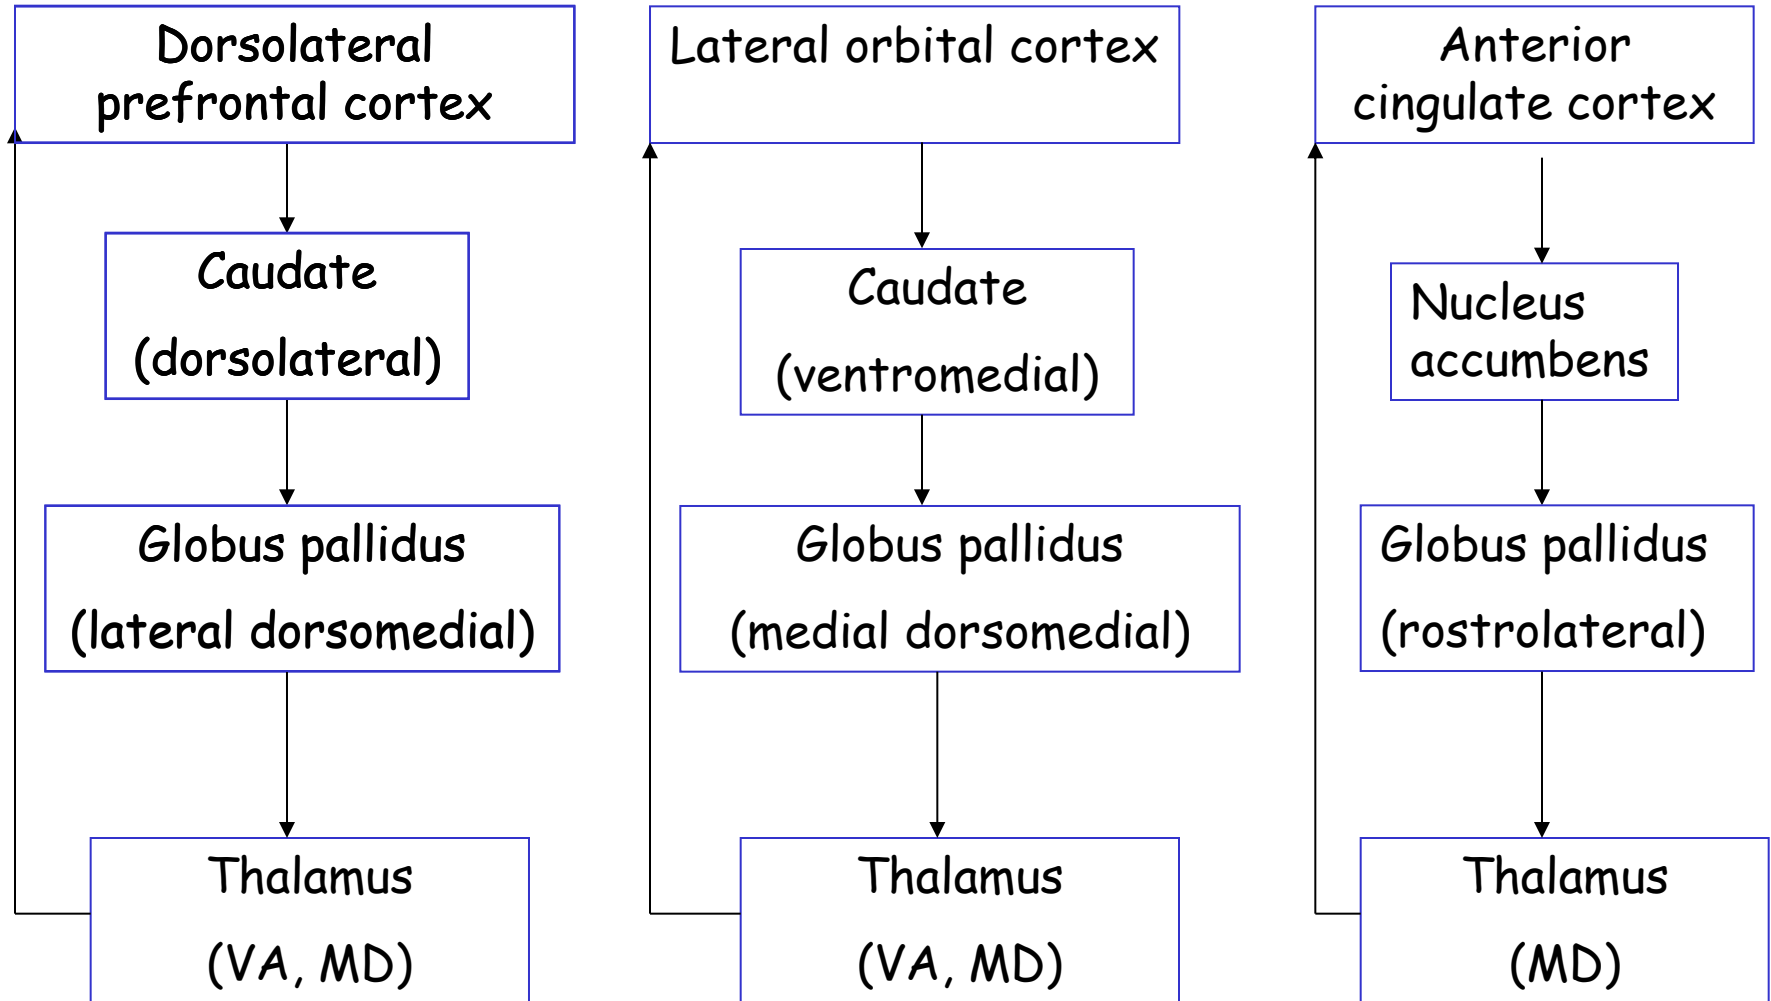 Dorsolateral
prefrontal cortex
Caudate
(dorsolateral)
Globus pallidus
(lateral dorsomedial)
Thalamus
(VA, MD)
Lateral orbital cortex
Caudate
(ventromedial)
Globus pallidus
(medial dorsomedial)
Thalamus
(VA, MD)
Anterior
cingulate cortex
Nucleus
accumbens
Globus pallidus
(rostrolateral)
Thalamus
(MD)